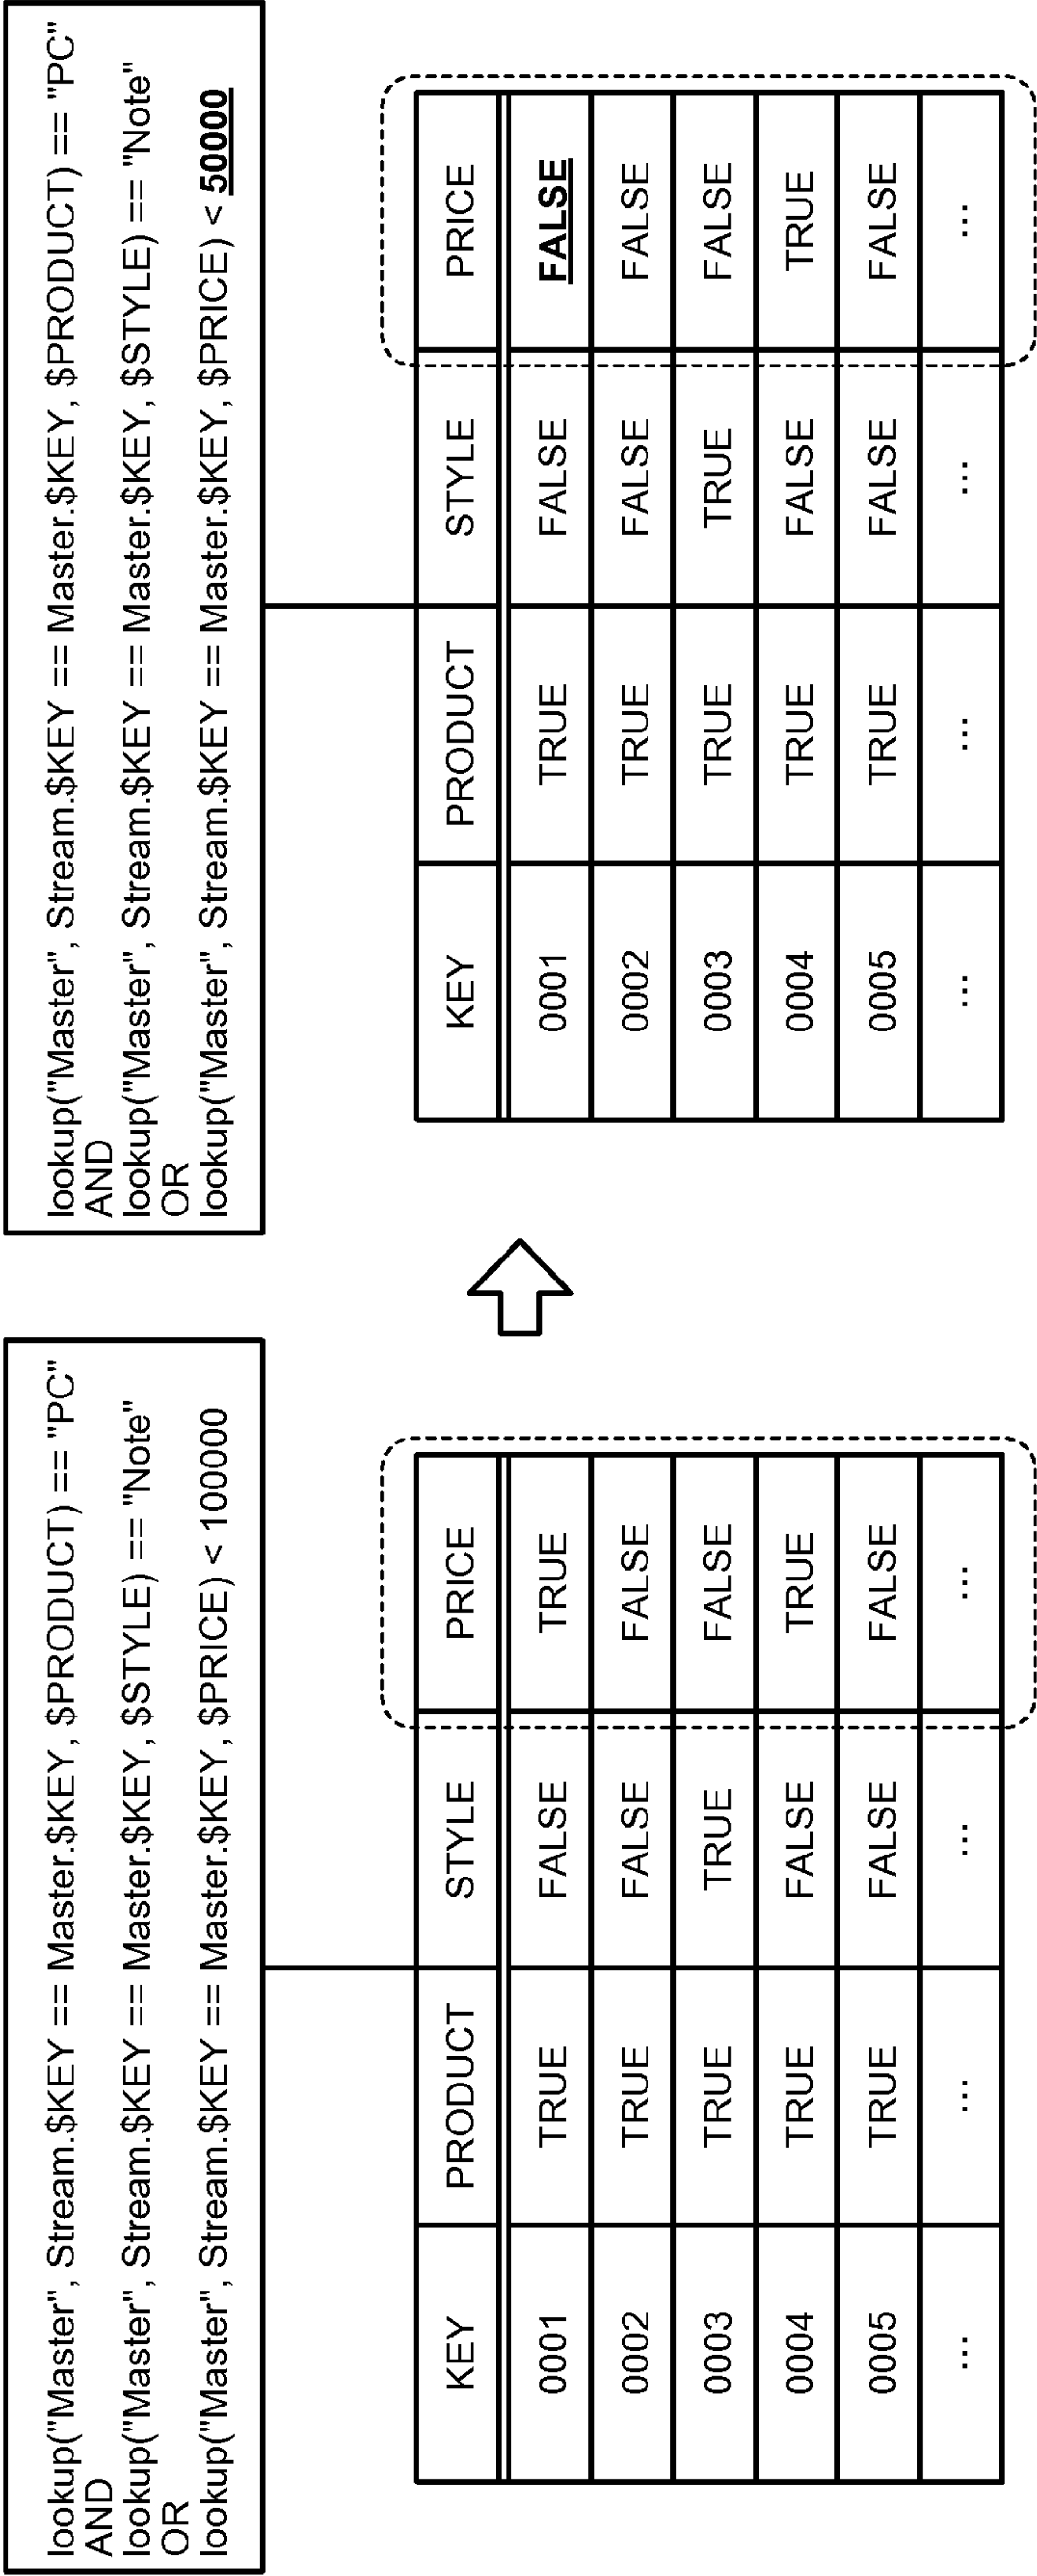 lookup("Master", Stream.$KEY == Master.$KEY, $PRODUCT) == "PC"
AND
lookup("Master", Stream.$KEY == Master.$KEY, $STYLE) == "Note"
OR
lookup("Master", Stream.$KEY == Master.$KEY, $PRICE) < 100000
KEY PRODUCT STYLE PRICE
0001 TRUE FALSE TRUE
0002 TRUE FALSE FALSE
0003 TRUE TRUE FALSE
0004 TRUE FALSE TRUE
0005 TRUE FALSE FALSE
... ... ... ...
lookup("Master", Stream.$KEY == Master.$KEY, $PRODUCT) == "PC"
AND
lookup("Master", Stream.$KEY == Master.$KEY, $STYLE) == "Note"
OR
lookup("Master", Stream.$KEY == Master.$KEY, $PRICE) < 50000
KEY PRODUCT STYLE PRICE
0001 TRUE FALSE FALSE
0002 TRUE FALSE FALSE
0003 TRUE TRUE FALSE
0004 TRUE FALSE TRUE
0005 TRUE FALSE FALSE
... ... ... ...